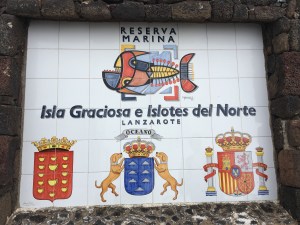 RESERVA
MARINA
Isla Graciosa e Islotes del Norte
LANZAROTE
OCEANO